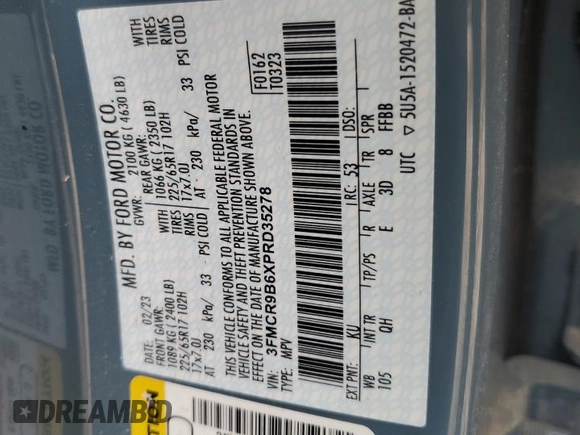 MFD. BY FORD MOTOR CO.
DATE: 02/23 GVWR: 2100 KG ( 4630 LB)
FRONT GAWR: REAR GAWR:
1089 KG ( 2400 LB) 1066 KG ( 2350 LB) WITH
225/65R17 102H 225/65R17 102H TIRES
17x7.0J 17x7.0J RIMS
AT 230 kPa/ 33 PSI COLD AT 230 kPa/ 33 PSI COLD
THIS VEHICLE CONFORMS TO ALL APPLICABLE FEDERAL MOTOR
VEHICLE SAFETY AND THEFT PREVENTION STANDARDS IN
EFFECT ON THE DATE OF MANUFACTURE SHOWN ABOVE.
VIN: 3FMCR9B6XPRD35278 F0162
TYPE: MPV T0323
EXT PNT: KU RC: 53 DSO:
WB INT TR TP/PS R AXLE TR SPR
105 QH E 3D 8 FFBB
UTC ▽ 5U5A-1520472-BA
DREAMBID